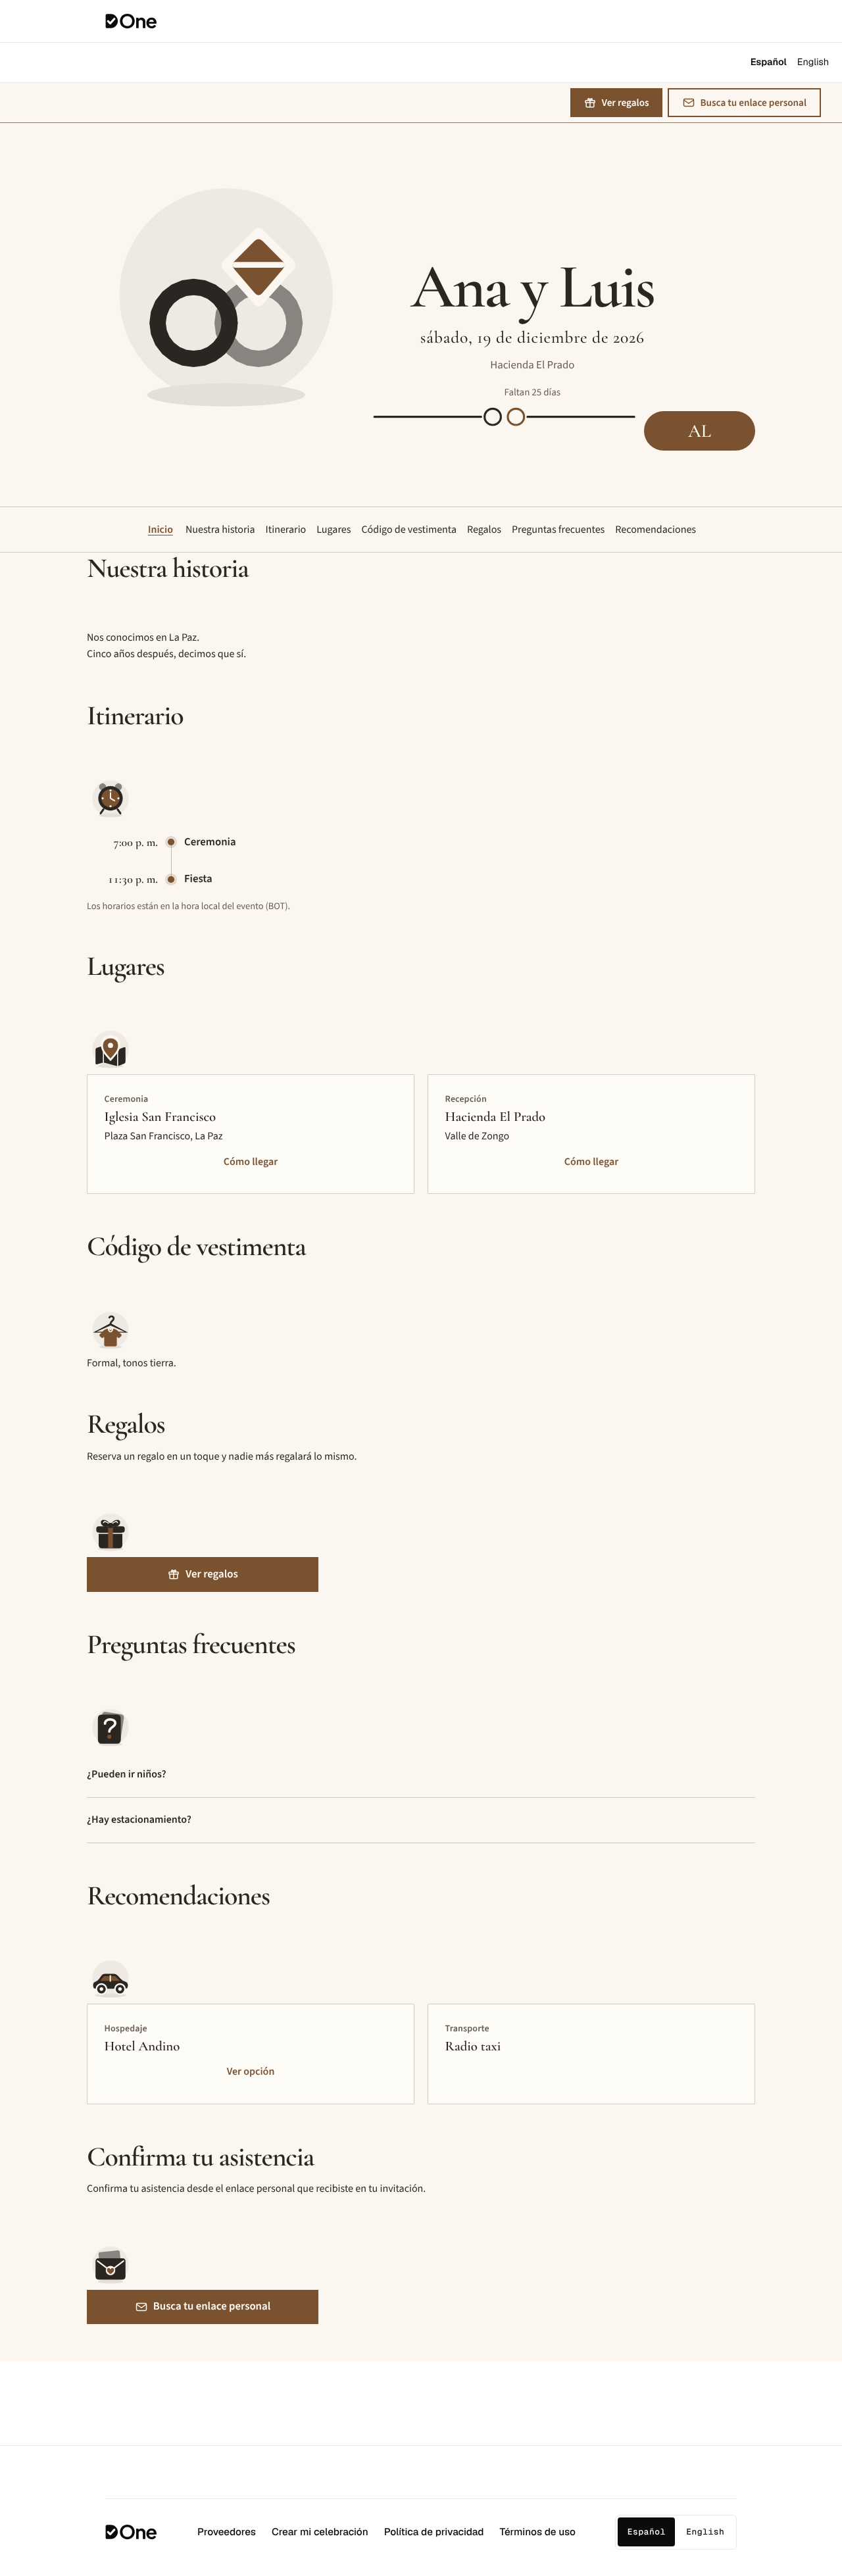 One
Español English
Ver regalos Busca tu enlace personal
Ana y Luis
sábado, 19 de diciembre de 2026
Hacienda El Prado
Faltan 25 días
AL
Inicio Nuestra historia Itinerario Lugares Código de vestimenta Regalos Preguntas frecuentes Recomendaciones
Nuestra historia
Nos conocimos en La Paz.
Cinco años después, decimos que sí.
Itinerario
7:00 p. m. Ceremonia
11:30 p. m. Fiesta
Los horarios están en la hora local del evento (BOT).
Lugares
Ceremonia
Iglesia San Francisco
Plaza San Francisco, La Paz
Cómo llegar
Recepción
Hacienda El Prado
Valle de Zongo
Cómo llegar
Código de vestimenta
Formal, tonos tierra.
Regalos
Reserva un regalo en un toque y nadie más regalará lo mismo.
Ver regalos
Preguntas frecuentes
?
¿Pueden ir niños?
¿Hay estacionamiento?
Recomendaciones
Hospedaje
Hotel Andino
Ver opción
Transporte
Radio taxi
Confirma tu asistencia
Confirma tu asistencia desde el enlace personal que recibiste en tu invitación.
Busca tu enlace personal
One Proveedores Crear mi celebración Política de privacidad Términos de uso Español English